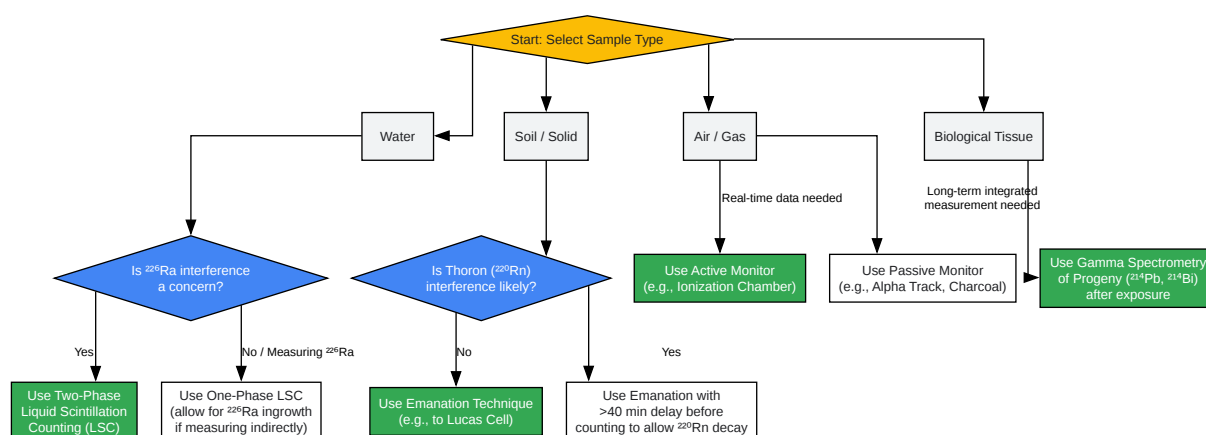 Start: Select Sample Type
Water
Soil / Solid
Air / Gas
Biological Tissue
Real-time data needed
Long-term integrated
measurement needed
Is ²²⁶Ra interference
a concern?
Is Thoron (²²⁰Rn)
interference likely?
Use Active Monitor
(e.g., Ionization Chamber)
Use Passive Monitor
(e.g., Alpha Track, Charcoal)
Use Gamma Spectrometry
of Progeny (²¹⁴Pb, ²¹⁴Bi)
after exposure
Yes
No / Measuring ²²⁶Ra
No
Yes
Use Two-Phase
Liquid Scintillation
Counting (LSC)
Use One-Phase LSC
(allow for ²²⁶Ra ingrowth
if measuring indirectly)
Use Emanation Technique
(e.g., to Lucas Cell)
Use Emanation with
>40 min delay before
counting to allow ²²⁰Rn decay